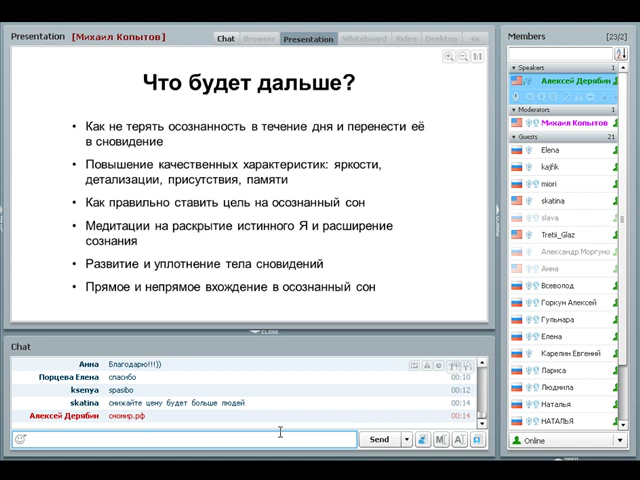 Presentation [Михаил Копытов]
Chat Browser Presentation Whiteboard Video Desktop
Что будет дальше?
• Как не терять осознанность в течение дня и перенести её
в сновидение
• Повышение качественных характеристик: яркости,
детализации, присутствия, памяти
• Как правильно ставить цель на осознанный сон
• Медитации на раскрытие истинного Я и расширение
сознания
• Развитие и уплотнение тела сновидений
• Прямое и непрямое вхождение в осознанный сон
CLOSE
Chat
Анна Благодарю!!!))
Порцева Елена спасибо 00:10
ksenya spasibo 00:12
skatina снижайте цену будет больше людей 00:14
Алексей Дерябин сномир.рф 00:14
Send
Members [23/2]
Speakers 1
Алексей Дерябин
Moderators 1
Михаил Копытов
Guests 21
Elena
kajfik
miori
skatina
slava
Tretii_Glaz
Александр Моргуно
Анна
Всеволод
Горкун Алексей
Гульнара
Елена
Карелин Евгений
Лариса
Людмила
Наталья
НАТАЛЬЯ
Online